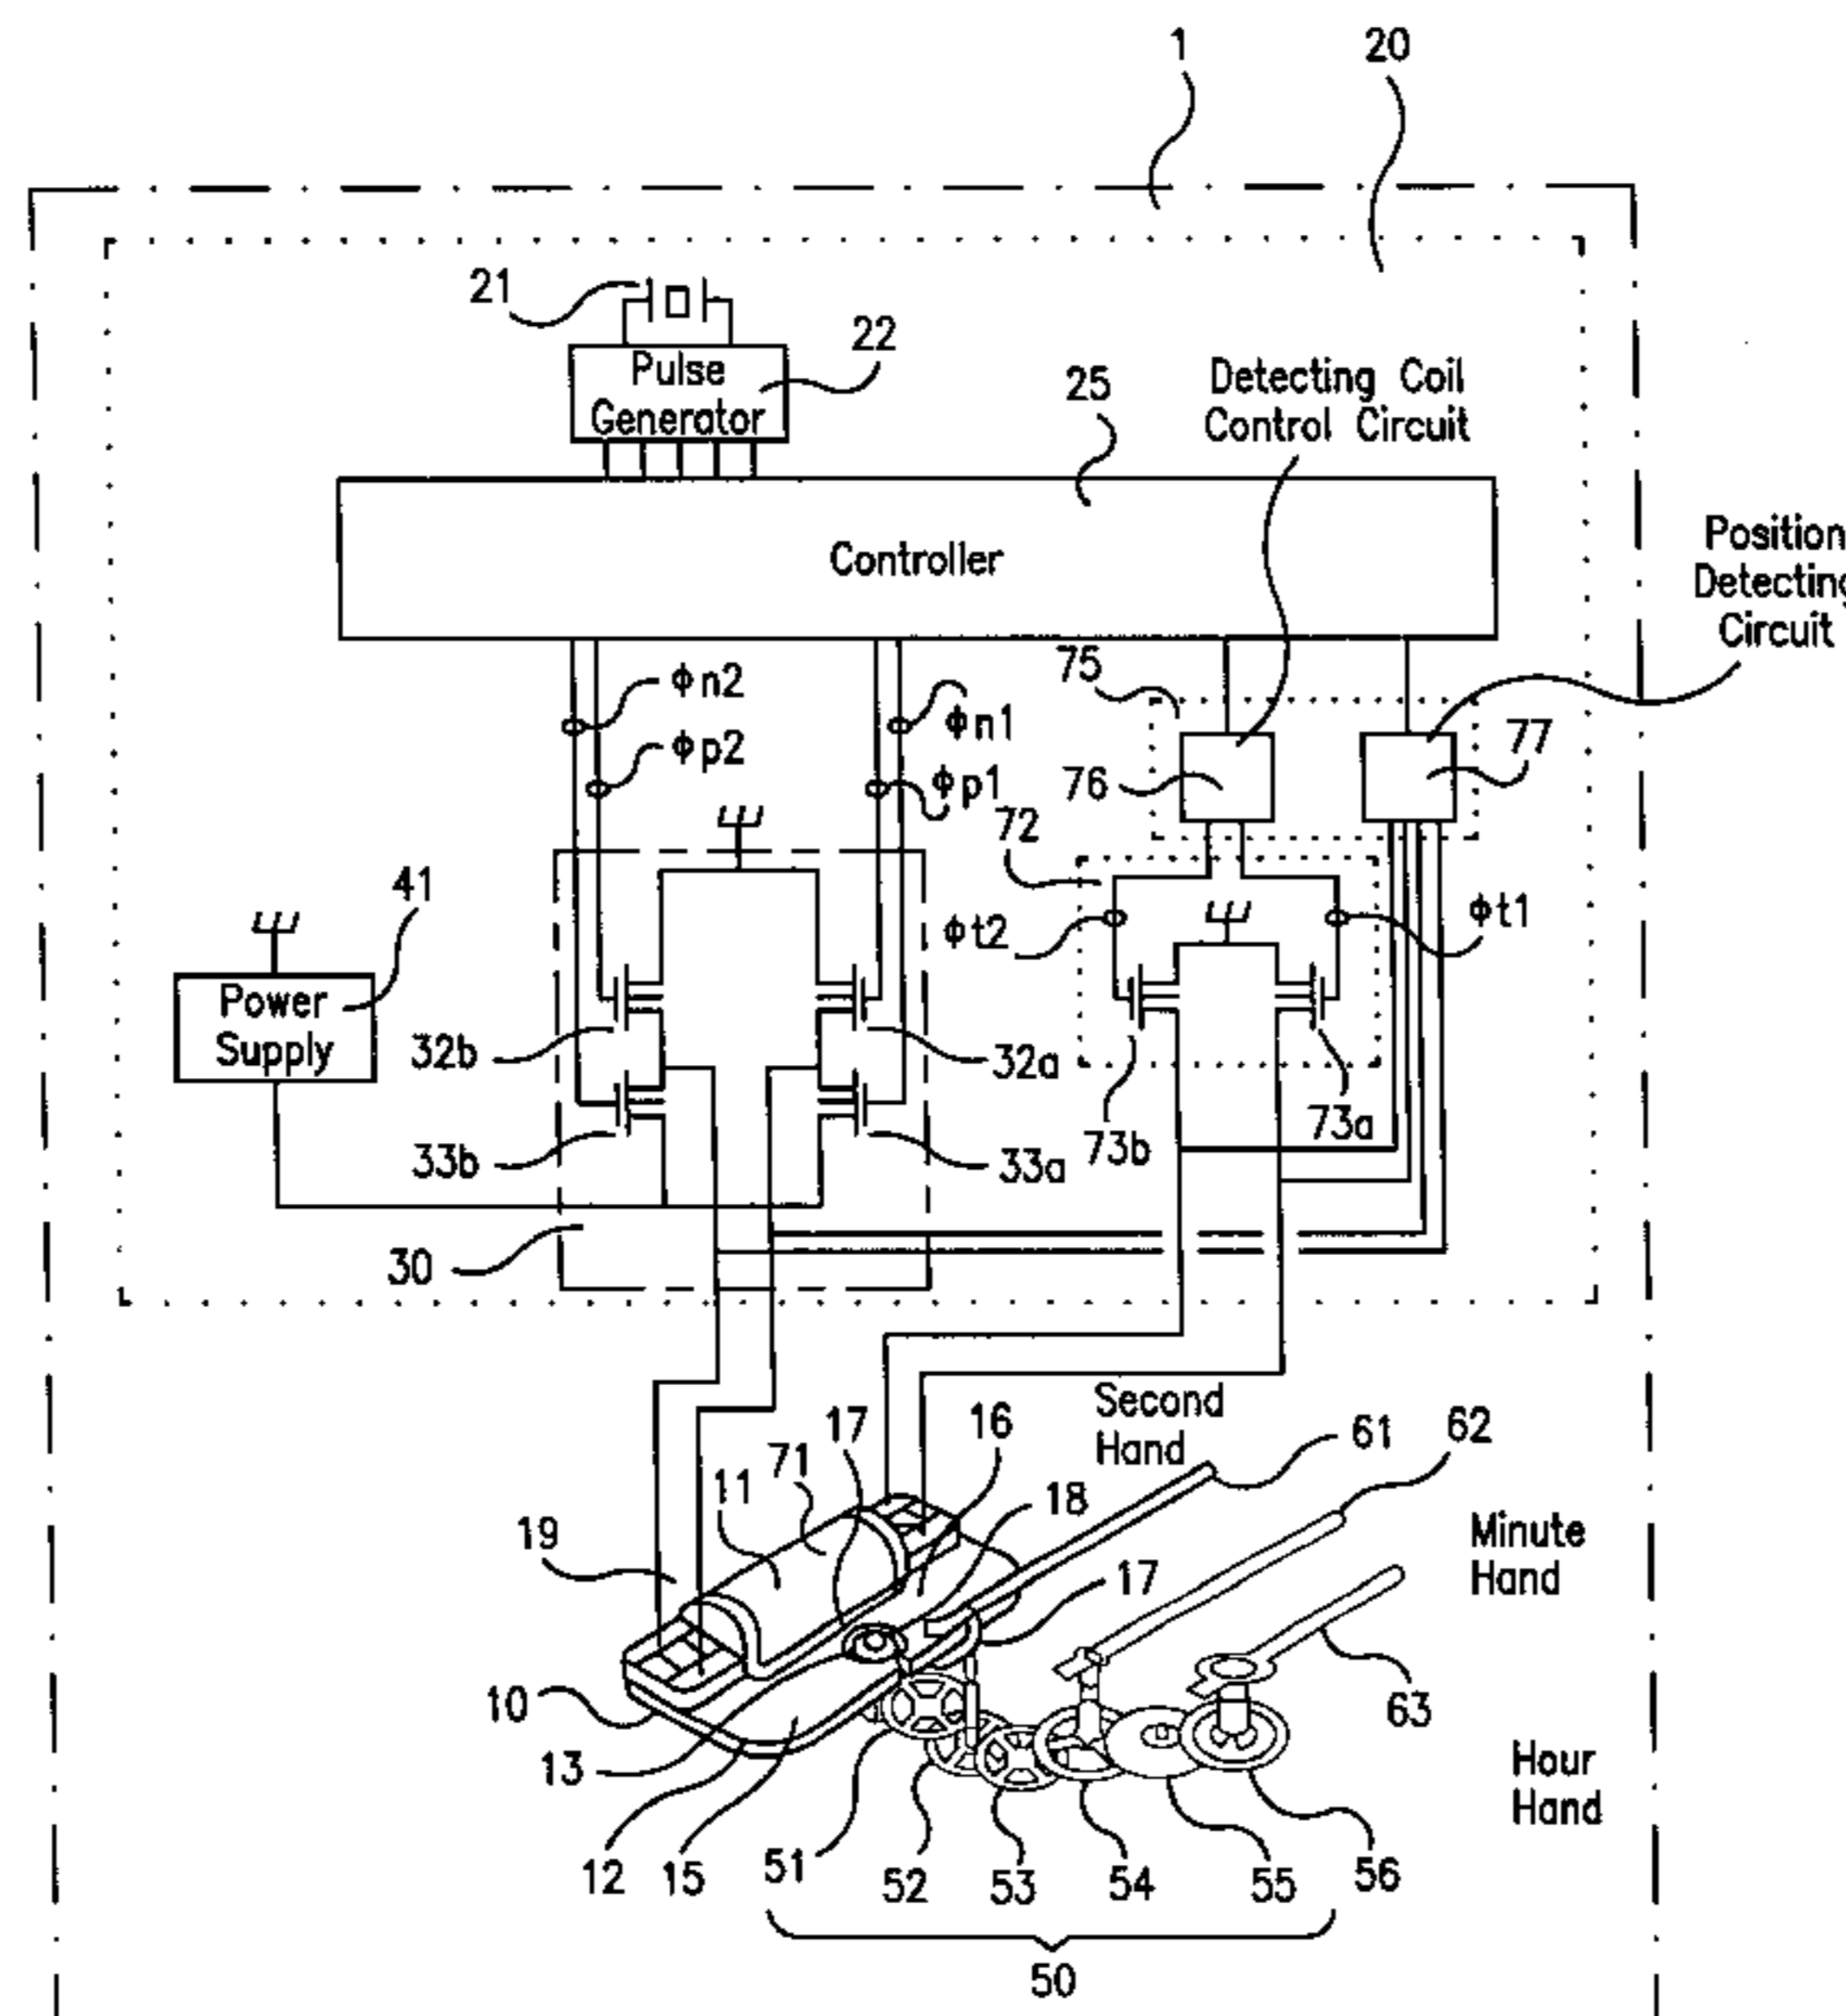 1
20
21
Pulse
Generator
22
25
Detecting Coil
Control Circuit
Controller
Position
Detecting
Circuit
ϕn2
ϕp2
ϕn1
ϕp1
75
76
77
72
41
Power
Supply
ϕt2
ϕt1
32b
32a
33b
33a
73b
73a
30
Second
Hand
17
16
61
62
71
11
18
19
17
Minute
Hand
10
63
13
Hour
Hand
12
15
51
52
53
54
55
56
50